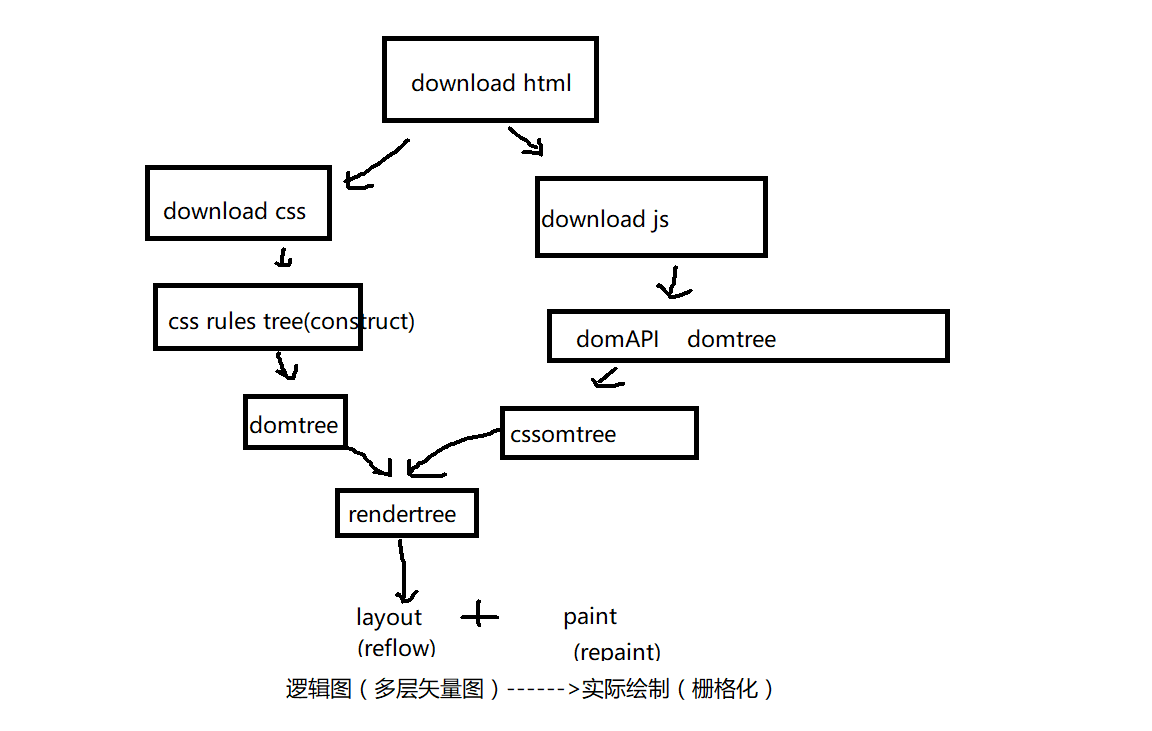 download html
download css
download js
css rules tree(construct)
domAPI domtree
domtree
cssomtree
rendertree
layout
paint
(reflow)
(repaint)
逻辑图（多层矢量图）------>实际绘制（栅格化）